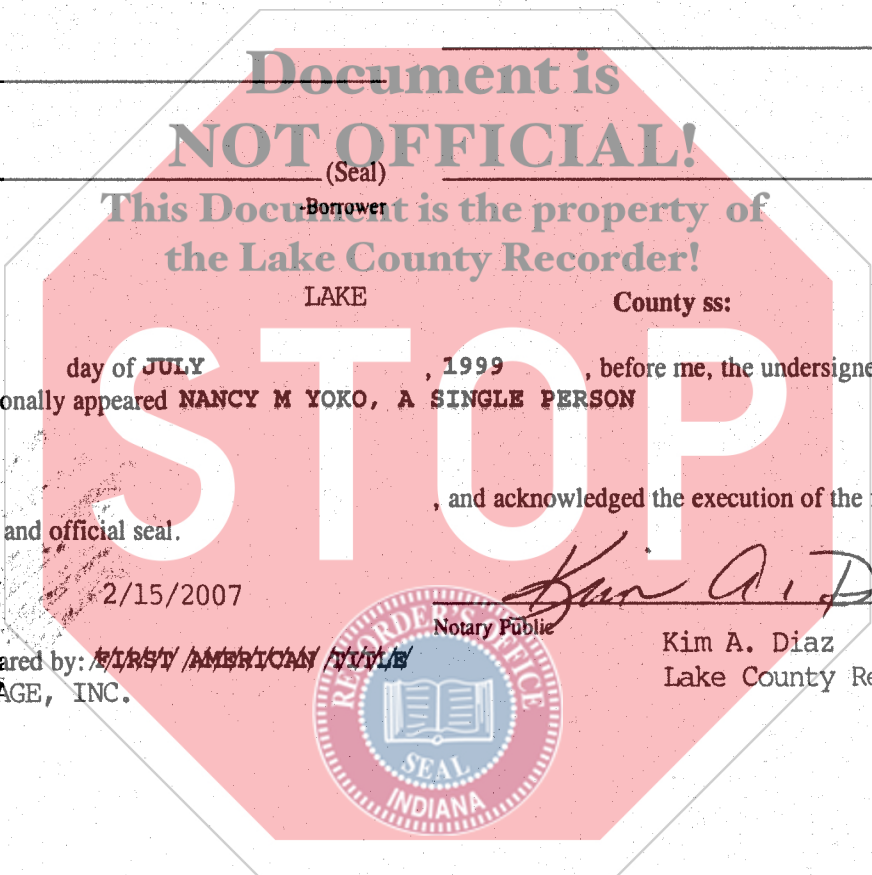 Document is
NOT OFFICIAL!
(Seal)
This Document is the property of
-Borrower
the Lake County Recorder!
LAKE County ss:
STOP
day of JULY , 1999 , before me, the undersigne
onally appeared NANCY M YOKO, A SINGLE PERSON
, and acknowledged the execution of the
and official seal.
2/15/2007
Kim A. D
Notary Public
Kim A. Diaz
ared by: FIRST AMERICAN TITLE
Lake County Re
AGE, INC.
RECORDER'S OFFICE
SEAL
INDIANA